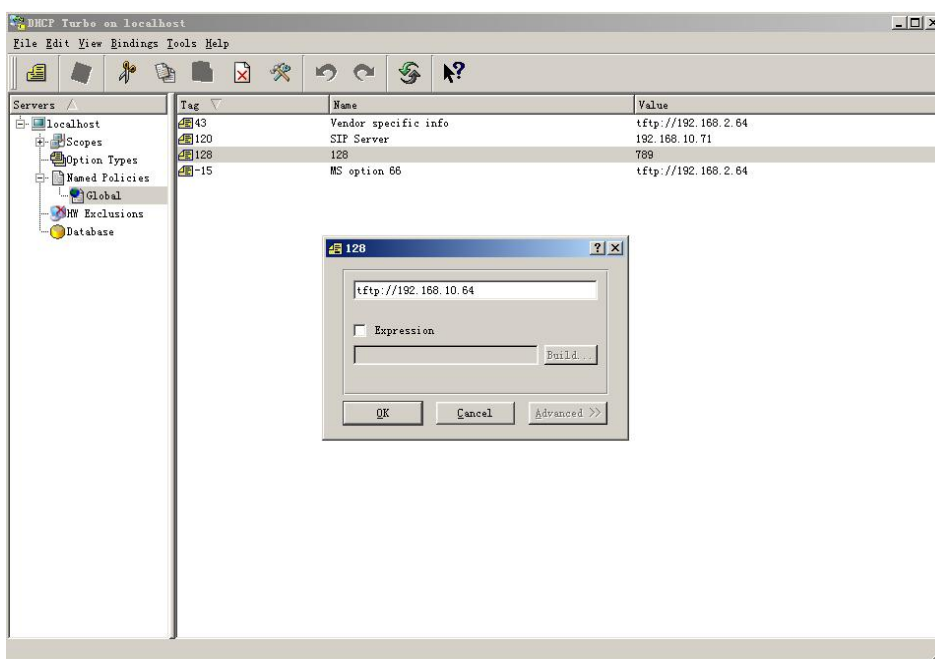 DHCP Turbo on localhost
File Edit View Bindings Tools Help
Servers Tag Name Value
localhost
Scopes
Option Types
Named Policies
Global
HW Exclusions
Database
43 Vendor specific info tftp://192.168.2.64
120 SIP Server 192.168.10.71
128 128 789
-15 MS option 66 tftp://192.168.2.64
128
tftp://192.168.10.64
Expression
Build...
OK Cancel Advanced >>